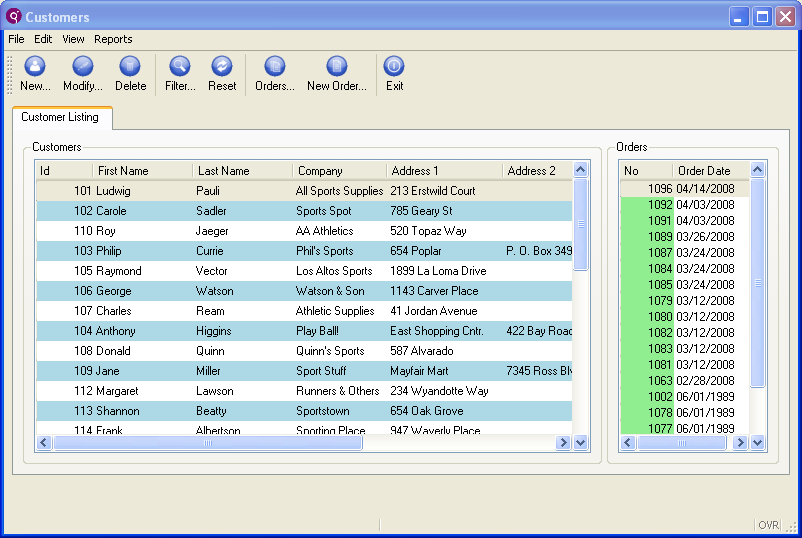 Customers
File Edit View Reports
New... Modify... Delete Filter... Reset Orders... New Order... Exit
Customer Listing
Customers
Id First Name Last Name Company Address 1 Address 2
101 Ludwig Pauli All Sports Supplies 213 Erstwild Court
102 Carole Sadler Sports Spot 785 Geary St
110 Roy Jaeger AA Athletics 520 Topaz Way
103 Philip Currie Phil's Sports 654 Poplar P. O. Box 349
105 Raymond Vector Los Altos Sports 1899 La Loma Drive
106 George Watson Watson & Son 1143 Carver Place
107 Charles Ream Athletic Supplies 41 Jordan Avenue
104 Anthony Higgins Play Ball! East Shopping Cntr. 422 Bay Road
108 Donald Quinn Quinn's Sports 587 Alvarado
109 Jane Miller Sport Stuff Mayfair Mart 7345 Ross Blv
112 Margaret Lawson Runners & Others 234 Wyandotte Way
113 Shannon Beatty Sportstown 654 Oak Grove
114 Frank Albertson Sporting Place 947 Waverly Place
Orders
No Order Date
1096 04/14/2008
1092 04/03/2008
1091 04/03/2008
1089 03/26/2008
1087 03/24/2008
1084 03/24/2008
1085 03/24/2008
1079 03/12/2008
1080 03/12/2008
1082 03/12/2008
1083 03/12/2008
1081 03/12/2008
1063 02/28/2008
1002 06/01/1989
1078 06/01/1989
1077 06/01/1989
OVR